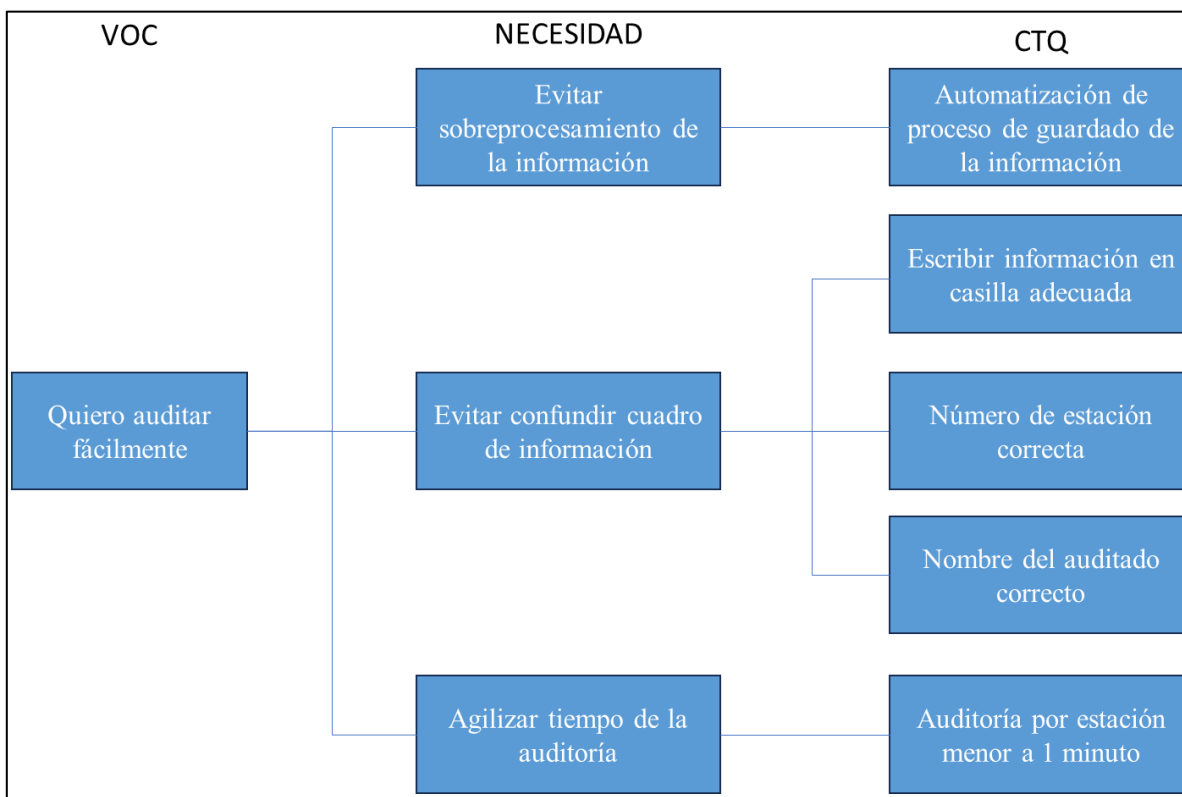 VOC
NECESIDAD
CTQ
Quiero auditar
fácilmente
Evitar
sobreprocesamiento de
la información
Automatización de
proceso de guardado de
la información
Evitar confundir cuadro
de información
Escribir información en
casilla adecuada
Número de estación
correcta
Nombre del auditado
correcto
Agilizar tiempo de la
auditoría
Auditoría por estación
menor a 1 minuto